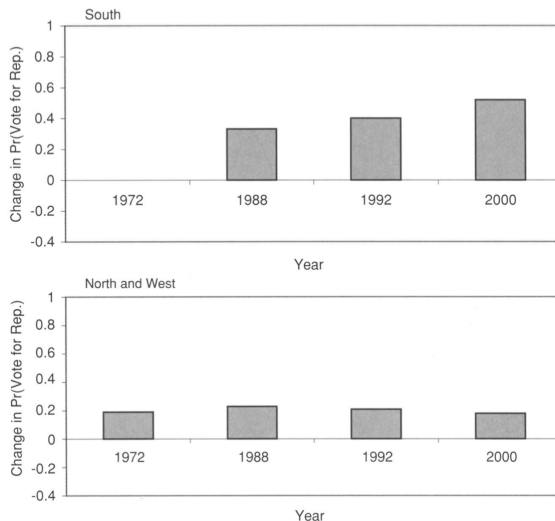 South
Change in Pr(Vote for Rep.)
1
0.8
0.6
0.4
0.2
0
-0.2
-0.4
1972 1988 1992 2000
Year
North and West
Change in Pr(Vote for Rep.)
1
0.8
0.6
0.4
0.2
0
-0.2
-0.4
1972 1988 1992 2000
Year